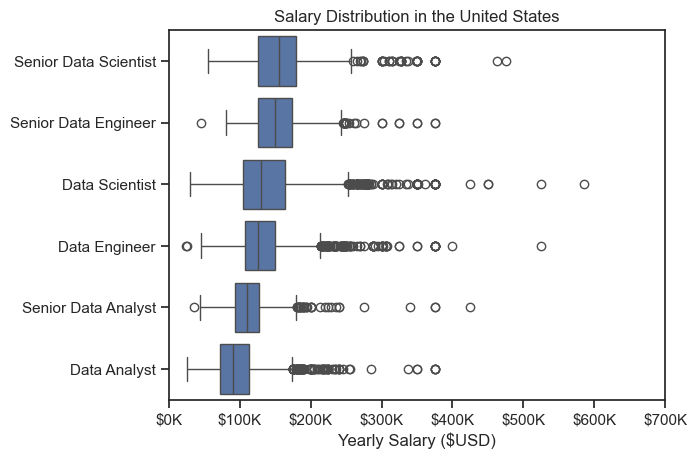 Salary Distribution in the United States
Senior Data Scientist
Senior Data Engineer
Data Scientist
Data Engineer
Senior Data Analyst
Data Analyst
$0K $100K $200K $300K $400K $500K $600K $700K
Yearly Salary ($USD)